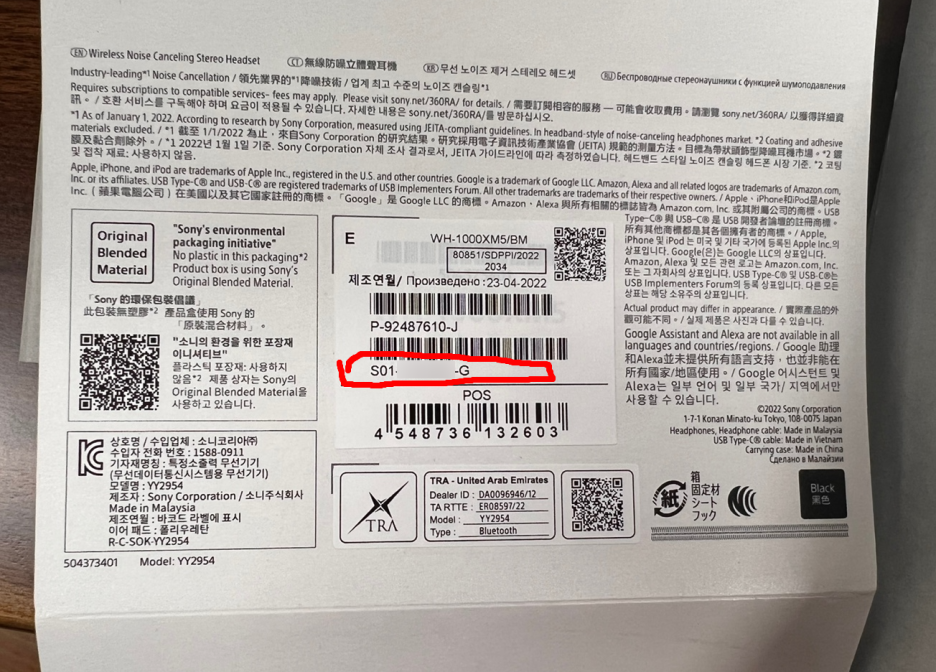 EN Wireless Noise Canceling Stereo Headset
CT 無線防噪立體聲耳機
KR 무선 노이즈 제거 스테레오 헤드셋
RU Беспроводные стереонаушники с функцией шумоподавления
Industry-leading*1 Noise Cancellation / 領先業界的*1降噪技術 / 업계 최고 수준의 노이즈 캔슬링*1
Requires subscriptions to compatible services- fees may apply. Please visit sony.net/360RA/ for details. / 需要訂閱相容的服務 — 可能會收取費用。請瀏覽 sony.net/360RA/ 以獲得詳細資
訊。/ 호환 서비스를 구독해야 하며 요금이 적용될 수 있습니다. 자세한 내용은 sony.net/360RA/를 방문하십시오.
*1 As of January 1, 2022. According to research by Sony Corporation, measured using JEITA-compliant guidelines. In headband-style of noise-canceling headphones market. *2 Coating and adhesive
materials excluded. / *1 截至 1/1/2022 為止，來自Sony Corporation 的研究結果。研究採用電子資訊技術產業協會 (JEITA) 規範的測量方法。目標為帶狀頭飾型降噪耳機市場。*2 鍍
膜及黏合劑除外。/ *1 2022년 1월 1일 기준. Sony Corporation 자체 조사 결과로서, JEITA 가이드라인에 따라 측정하였습니다. 헤드밴드 스타일 노이즈 캔슬링 헤드폰 시장 기준. *2 코팅
및 접착 재료: 사용하지 않음.
Apple, iPhone, and iPod are trademarks of Apple Inc., registered in the U.S. and other countries. Google is a trademark of Google LLC. Amazon, Alexa and all related logos are trademarks of Amazon.com,
Inc. or its affiliates. USB Type-C® and USB-C® are registered trademarks of USB Implementers Forum. All other trademarks are trademarks of their respective owners. / Apple、iPhone和iPod是Apple
Inc.（蘋果電腦公司）在美國以及其它國家註冊的商標。「Google」是 Google LLC 的商標。Amazon、Alexa 與所有相關的標誌皆為 Amazon.com, Inc. 或其附屬公司的商標。USB
Type-C® 與 USB-C® 是 USB 開發者論壇的註冊商標。
所有其他商標都是其各個擁有者的商標。/ Apple,
iPhone 및 iPod 는 미국 및 기타 국가에 등록된 Apple Inc.의
상표입니다. Google(은)는 Google LLC 의 상표입니다.
Amazon, Alexa 및 모든 관련 로고는 Amazon.com, Inc.
또는 그 자회사의 상표입니다. USB Type-C® 및 USB-C®는
USB Implementers Forum의 등록 상표입니다. 다른 모든
상표는 해당 소유주의 상표입니다.
Actual product may differ in appearance. / 實際產品的外
觀可能不同。/ 실제 제품은 사진과 다를 수 있습니다.
Google Assistant and Alexa are not available in all
languages and countries/regions. / Google 助理
和Alexa並未提供所有語言支持，也並非能在
所有國家/地區使用。/ Google 어시스턴트 및
Alexa는 일부 언어 및 일부 국가/ 지역에서만
사용할 수 있습니다.
©2022 Sony Corporation
1-7-1 Konan Minato-ku Tokyo, 108-0075 Japan
Headphones, Headphone cable: Made in Malaysia
USB Type-C® cable: Made in Vietnam
Carrying case: Made in China
Сделано в Малайзии
Original
Blended
Material
"Sony's environmental
packaging initiative"
No plastic in this packaging*2
Product box is using Sony's
Original Blended Material.
「Sony 的環保包裝倡議」
此包裝無塑膠*2 產品盒使用 Sony 的
「原裝混合材料」。
"소니의 환경을 위한 포장재
이니셔티브"
플라스틱 포장재: 사용하지
않음*2 제품 상자는 Sony의
Original Blended Material을
사용하고 있습니다.
E
WH-1000XM5/BM
80851/SDPPI/2022
2034
제조연월/ Произведено :23-04-2022
P-92487610-J
S01-
-G
POS
4 548736 132603
상호명 / 수입업체 : 소니코리아㈜
수입자 전화 번호 : 1588-0911
기자재명칭 : 특정소출력 무선기기
(무선데이터통신시스템용 무선기기)
모델명 : YY2954
제조자 : Sony Corporation / 소니주식회사
Made in Malaysia
제조연월 : 바코드 라벨에 표시
이어 패드 : 폴리우레탄
R-C-SOK-YY2954
504373401 Model: YY2954
TRA
TRA - United Arab Emirates
Dealer ID : DA0096946/12
TA RTTE : ER08597/22
Model : YY2954
Type : Bluetooth
紙
箱
固定材
シート
フック
Black
黑色